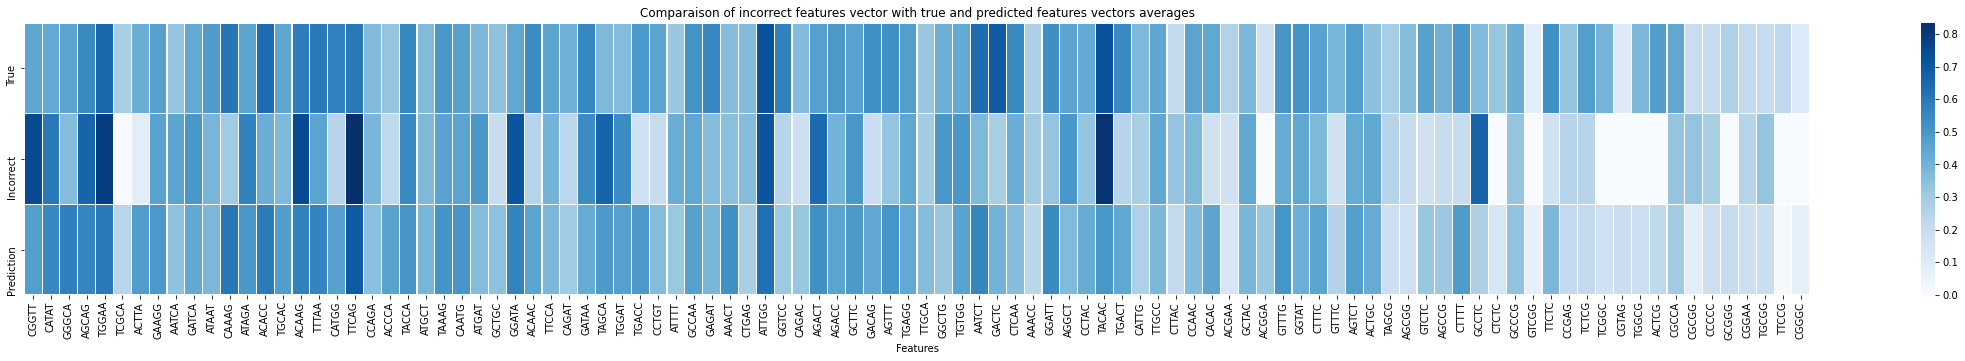 Comparaison of incorrect features vector with true and predicted features vectors averages
True
Incorrect
Prediction
0.8
0.7
0.6
0.5
0.4
0.3
0.2
0.1
0.0
CGGTT
CATAT
GGGCA
AGCAG
TGGAA
TCGCA
ACTTA
GAAGG
AATCA
GATCA
ATAAT
CAAAG
ATAGA
ACACC
TGCAC
ACAAG
TTTAA
CATGG
TTCAG
CCAGA
ACCCA
TACCA
ATGCT
TAAAG
CAATG
ATGAT
GCTGC
GGATA
ACAAC
TTCCA
CAGAT
GATAA
TAGCA
TGGAT
TGACC
CCTGT
ATTTT
GCCAA
GAGAT
AAACT
CTGAG
ATTGG
GGTCC
CAGAC
AGACT
AGACC
GCTTC
GACAG
AGTTT
TGAGG
TTGCA
GGCTG
TGTGG
AATCT
GACTC
CTCAA
AAACC
GGATT
AGGCT
CCTAC
TACAC
TGACT
CATTG
TTGCC
CTTAC
CCAAC
CACAC
ACGAA
GCTAC
ACGGA
GTTTG
GGTAT
CTTTC
GTTTC
AGTCT
ACTGC
TAGCG
AGCGG
GTCTC
AGCCG
CTTTT
GCCTC
CTCTC
GCCCG
GTCGG
TTCTC
CCGAG
TCTCG
TCGGC
CGTAG
TGGCG
ACTCG
CGCCA
CGCGG
CCCCC
GCGGG
CGGAA
TGCGG
TTCCG
CGGGC
Features